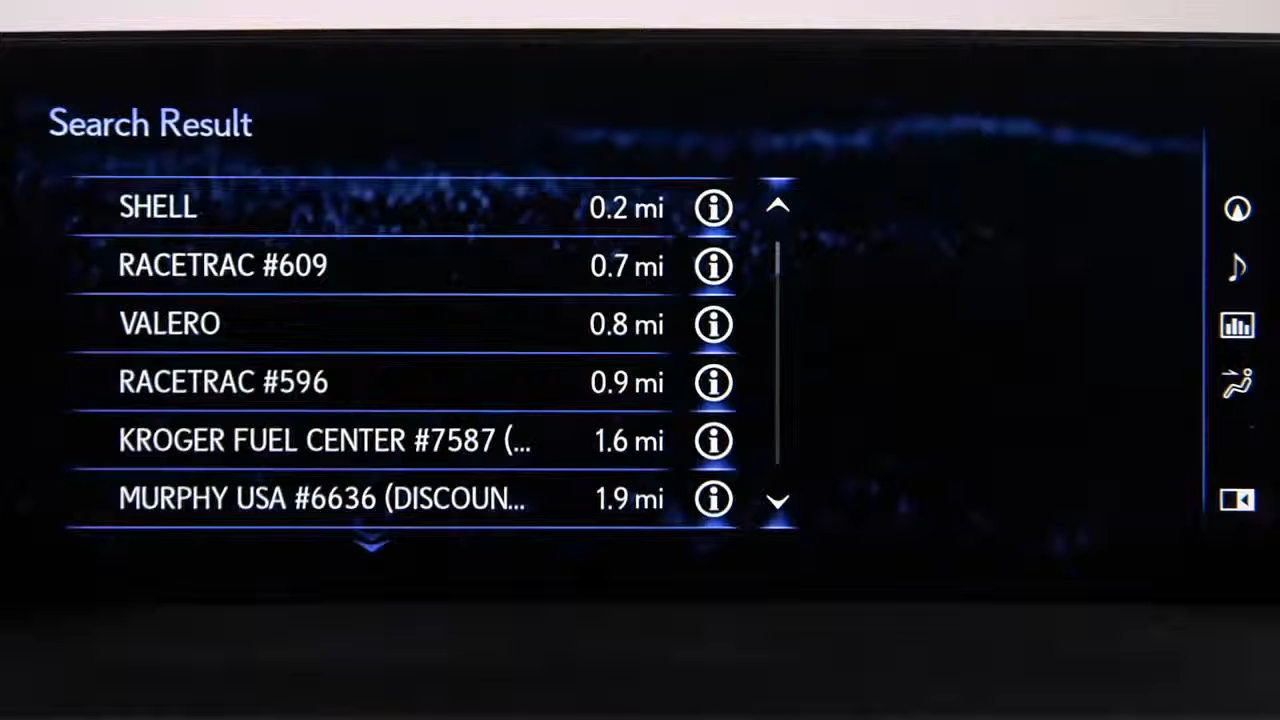 Search Result
SHELL 0.2 mi
RACETRAC #609 0.7 mi
VALERO 0.8 mi
RACETRAC #596 0.9 mi
KROGER FUEL CENTER #7587 (... 1.6 mi
MURPHY USA #6636 (DISCOUN... 1.9 mi